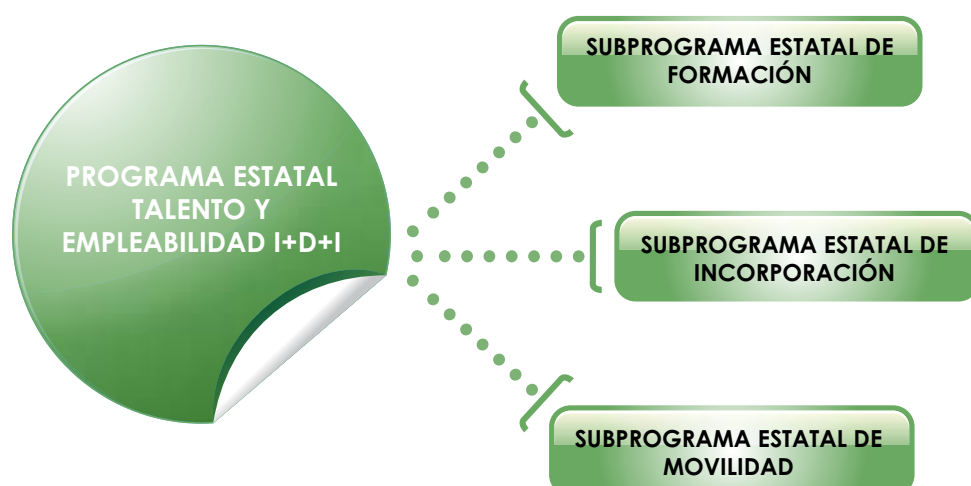 PROGRAMA ESTATAL
TALENTO Y
EMPLEABILIDAD I+D+I
SUBPROGRAMA ESTATAL DE
FORMACIÓN
SUBPROGRAMA ESTATAL DE
INCORPORACIÓN
SUBPROGRAMA ESTATAL DE
MOVILIDAD